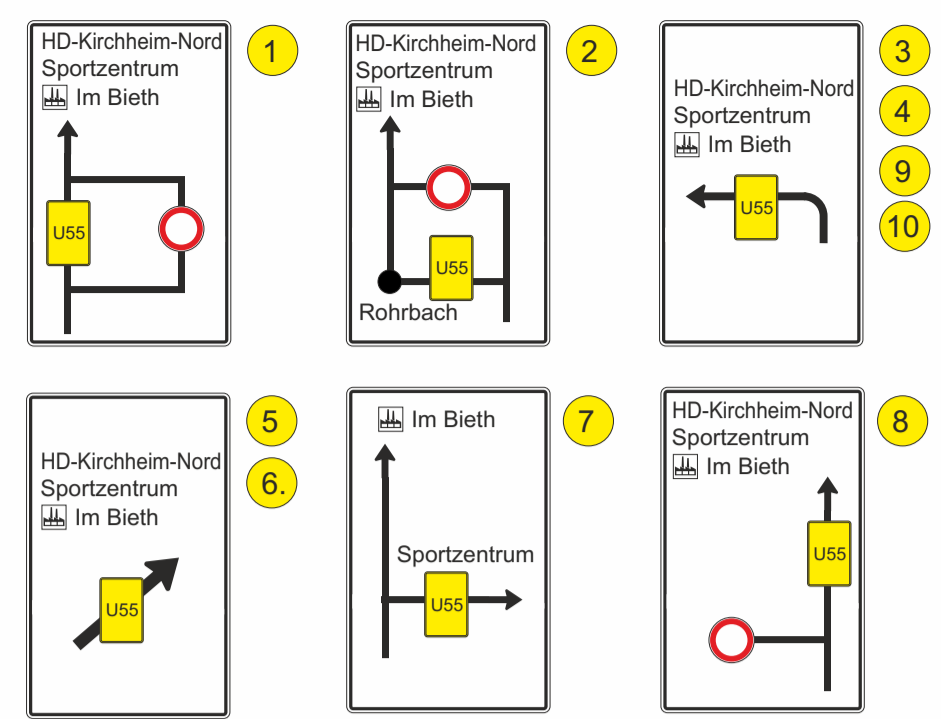 HD-Kirchheim-Nord
Sportzentrum
Im Bieth
U55
1
HD-Kirchheim-Nord
Sportzentrum
Im Bieth
U55
Rohrbach
2
HD-Kirchheim-Nord
Sportzentrum
Im Bieth
U55
3
4
9
10
HD-Kirchheim-Nord
Sportzentrum
Im Bieth
U55
5
6.
Im Bieth
Sportzentrum
U55
7
HD-Kirchheim-Nord
Sportzentrum
Im Bieth
U55
8